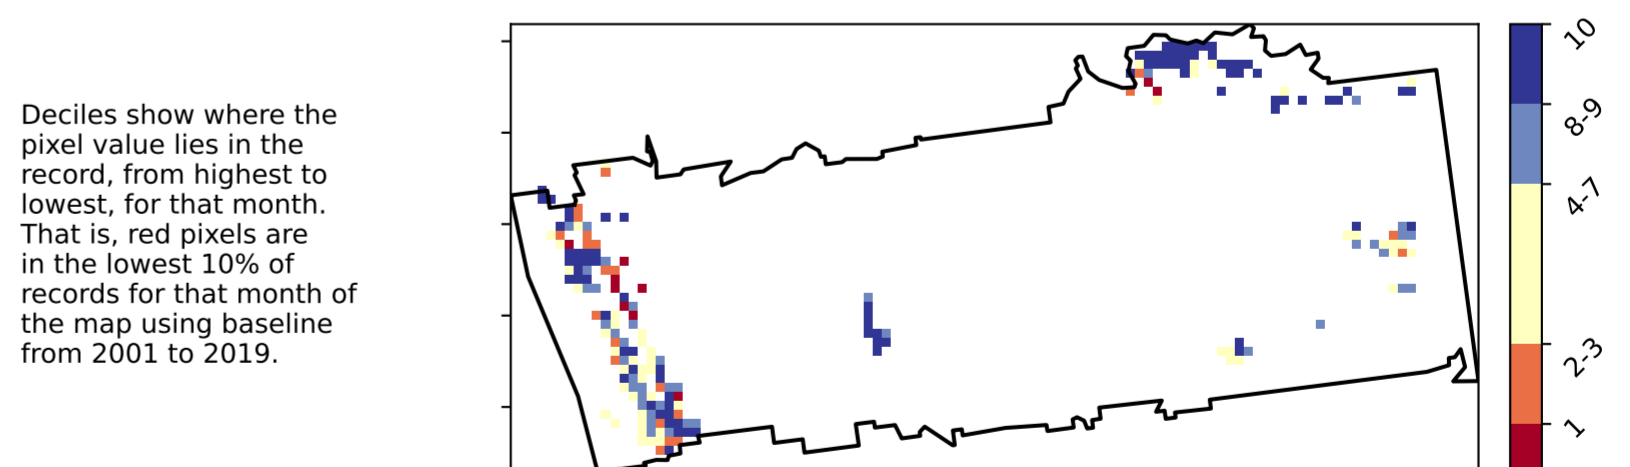 Deciles show where the
pixel value lies in the
record, from highest to
lowest, for that month.
That is, red pixels are
in the lowest 10% of
records for that month of
the map using baseline
from 2001 to 2019.
10
8-9
4-7
2-3
1